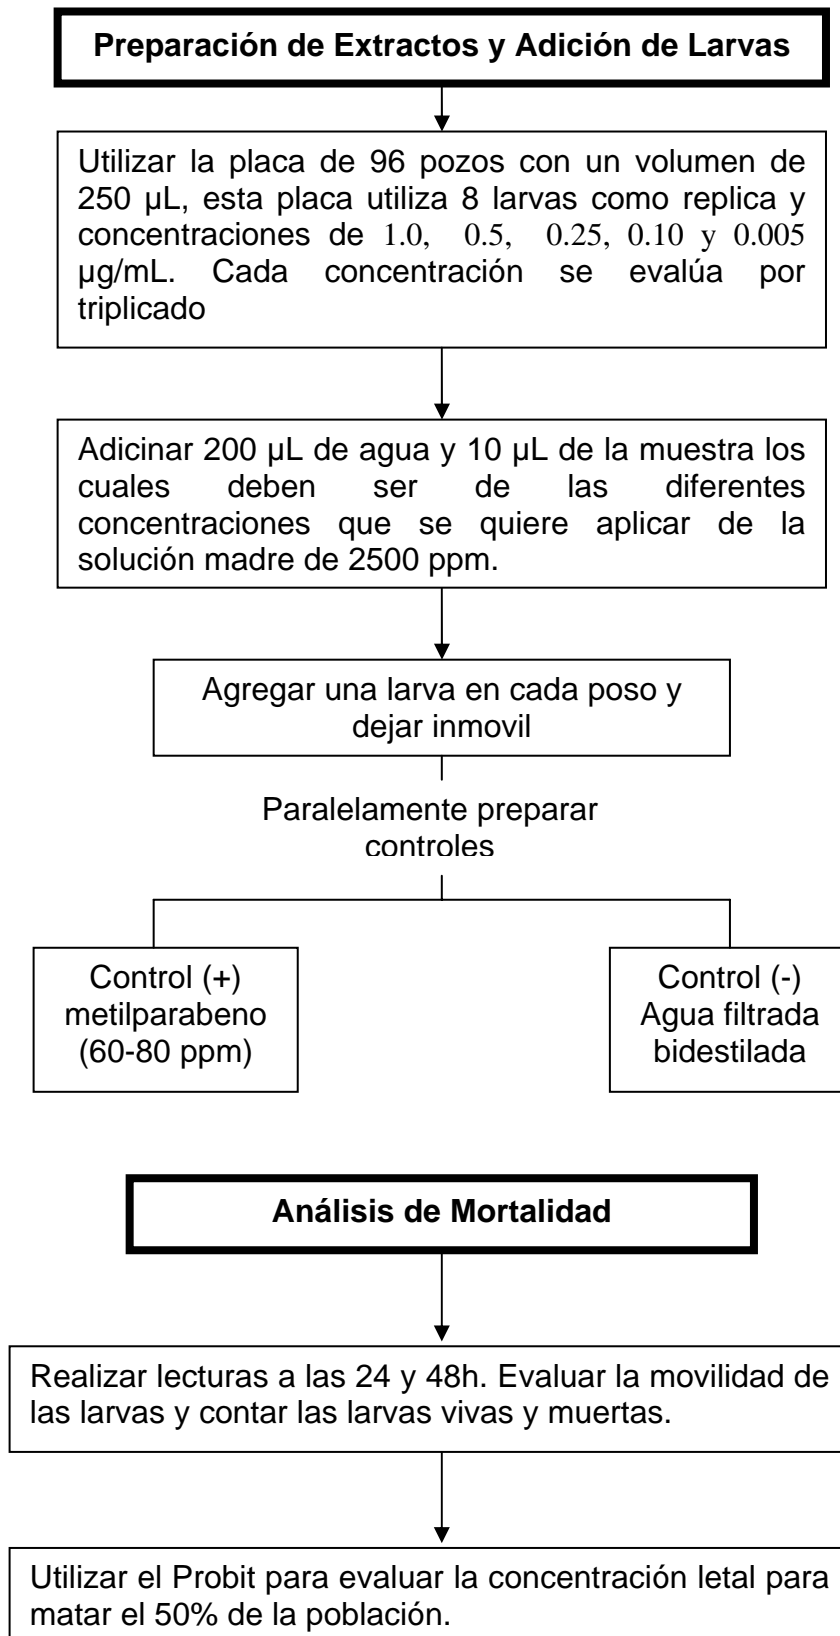 Preparación de Extractos y Adición de Larvas
Utilizar la placa de 96 pozos con un volumen de
250 µL, esta placa utiliza 8 larvas como replica y
concentraciones de 1.0, 0.5, 0.25, 0.10 y 0.005
µg/mL. Cada concentración se evalúa por
triplicado
Adicinar 200 µL de agua y 10 µL de la muestra los
cuales deben ser de las diferentes
concentraciones que se quiere aplicar de la
solución madre de 2500 ppm.
Agregar una larva en cada poso y
dejar inmovil
Paralelamente preparar
controles
Control (+)
metilparabeno
(60-80 ppm)
Control (-)
Agua filtrada
bidestilada
Análisis de Mortalidad
Realizar lecturas a las 24 y 48h. Evaluar la movilidad de
las larvas y contar las larvas vivas y muertas.
Utilizar el Probit para evaluar la concentración letal para
matar el 50% de la población.